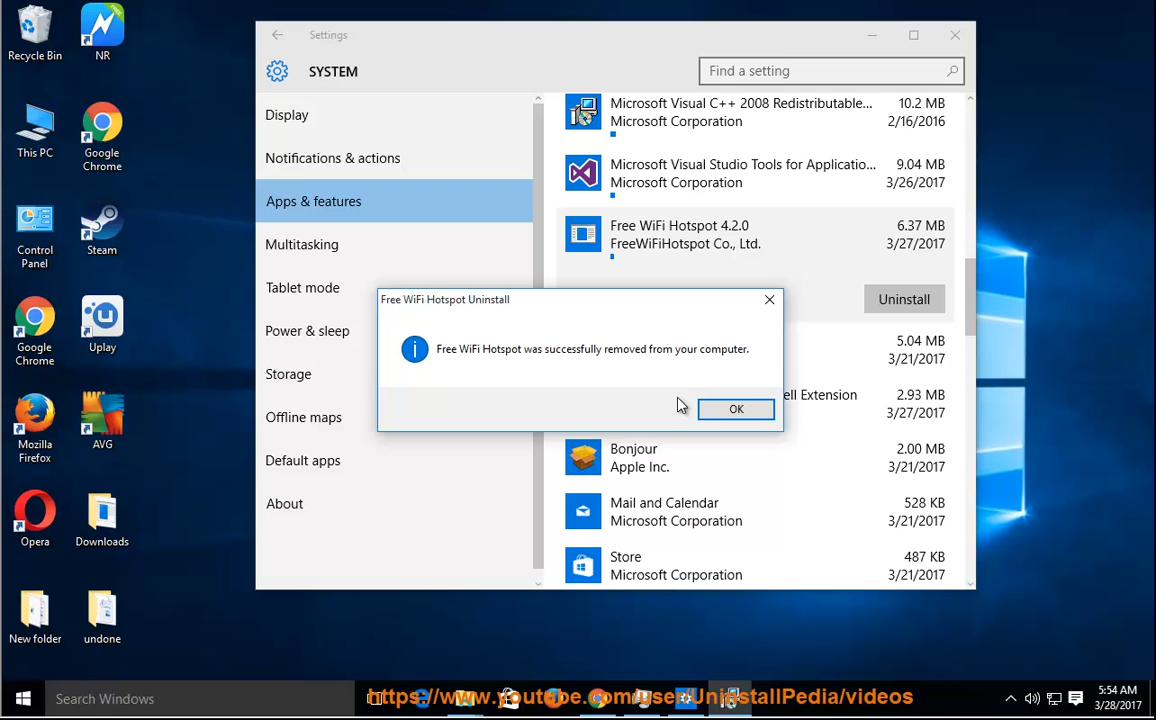 Recycle Bin
NR
This PC
Google
Chrome
Control
Panel
Steam
Google
Chrome
Uplay
Mozilla
Firefox
AVG
Opera
Downloads
New folder
undone
Settings
SYSTEM
Find a setting
Display
Notifications & actions
Apps & features
Multitasking
Tablet mode
Power & sleep
Storage
Offline maps
Default apps
About
Microsoft Visual C++ 2008 Redistributable... 10.2 MB
Microsoft Corporation 2/16/2016
Microsoft Visual Studio Tools for Applicatio... 9.04 MB
Microsoft Corporation 3/26/2017
Free WiFi Hotspot 4.2.0 6.37 MB
FreeWiFiHotspot Co., Ltd. 3/27/2017
Uninstall
5.04 MB
3/21/2017
ell Extension 2.93 MB
3/27/2017
Bonjour 2.00 MB
Apple Inc. 3/21/2017
Mail and Calendar 528 KB
Microsoft Corporation 3/21/2017
Store 487 KB
Microsoft Corporation 3/21/2017
Free WiFi Hotspot Uninstall
Free WiFi Hotspot was successfully removed from your computer.
OK
Search Windows
https://www.youtube.com/user/UninstallPedia/videos
5:54 AM
3/28/2017